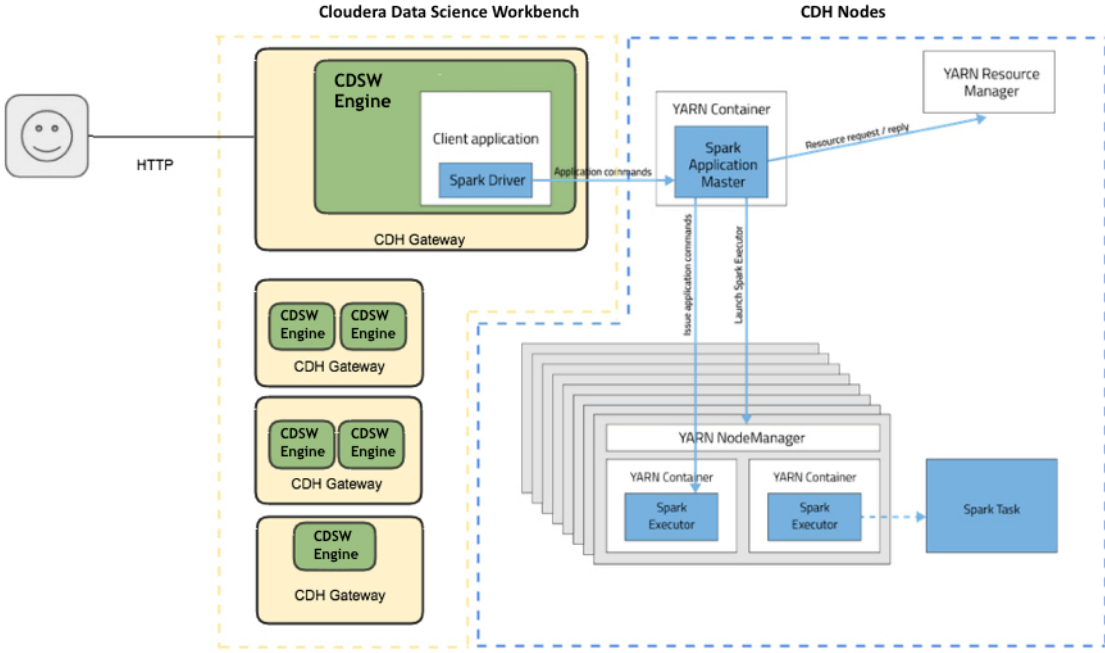 Cloudera Data Science Workbench
CDH Nodes
CDSW
Engine
Client application
Spark Driver
CDH Gateway
HTTP
Application commands
YARN Container
Spark
Application
Master
Resource request / reply
YARN Resource
Manager
Issue application commands
Launch Spark Executor
CDSW
Engine
CDSW
Engine
CDH Gateway
CDSW
Engine
CDSW
Engine
CDH Gateway
CDSW
Engine
CDH Gateway
YARN NodeManager
YARN Container
Spark
Executor
YARN Container
Spark
Executor
Spark Task